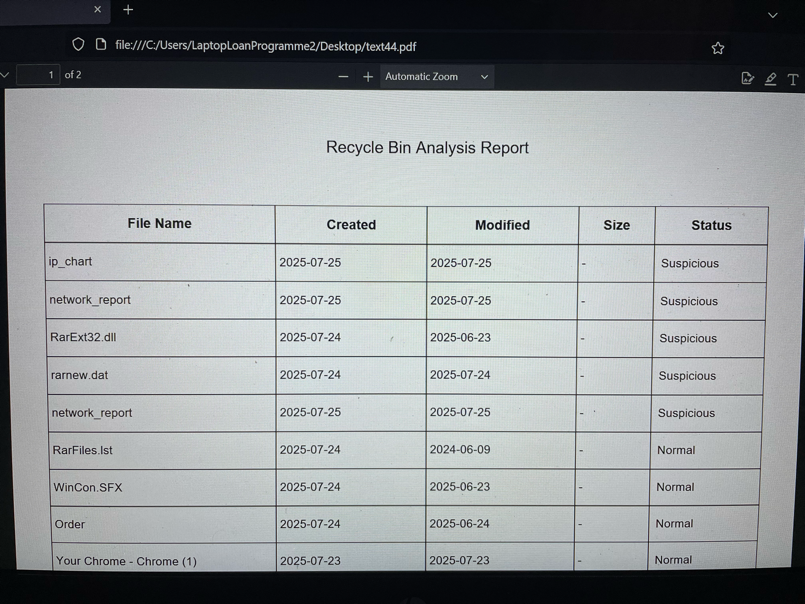 file:///C:/Users/LaptopLoanProgramme2/Desktop/text44.pdf
1 of 2 Automatic Zoom
Recycle Bin Analysis Report
File Name Created Modified Size Status
ip_chart 2025-07-25 2025-07-25 - Suspicious
network_report 2025-07-25 2025-07-25 - Suspicious
RarExt32.dll 2025-07-24 2025-06-23 - Suspicious
rarnew.dat 2025-07-24 2025-07-24 - Suspicious
network_report 2025-07-25 2025-07-25 - Suspicious
RarFiles.lst 2025-07-24 2024-06-09 - Normal
WinCon.SFX 2025-07-24 2025-06-23 - Normal
Order 2025-07-24 2025-06-24 - Normal
Your Chrome - Chrome (1) 2025-07-23 2025-07-23 - Normal